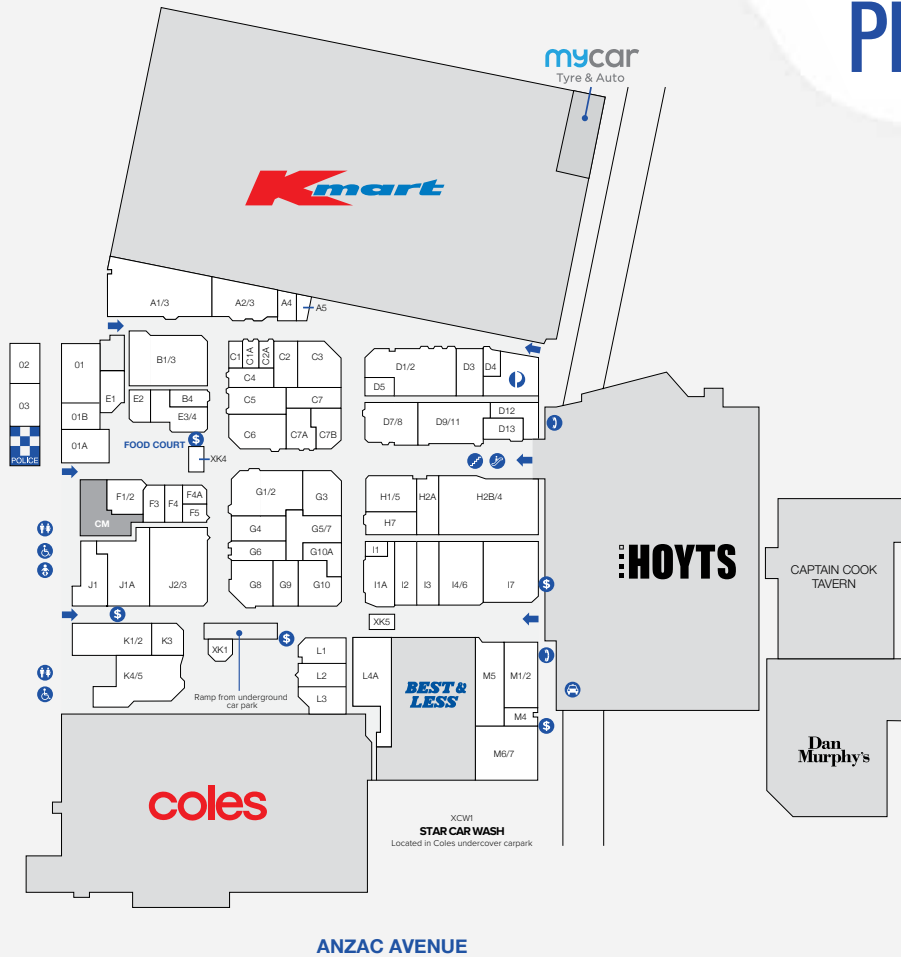 PL
mycar
Tyre & Auto
Kmart
A1/3
A2/3
A4
A5
02
01
B1/3
C1
C1A
C2A
C2
C3
D1/2
D3
D4
C4
D5
03
E1
E2
B4
C5
C7
01B
E3/4
D7/8
D9/11
D12
D13
01A
FOOD COURT
$
C6
C7A
C7B
POLICE
XK4
F1/2
F3
F4
F4A
F5
G1/2
G3
H1/5
H2A
H2B/4
CM
G4
G5/7
H7
HOYTS
CAPTAIN COOK
TAVERN
J1
J1A
J2/3
G6
G10A
I1
G8
G9
G10
I1A
I2
I3
I4/6
I7
$
$
XK5
K1/2
K3
$
XK1
L1
L2
L3
L4A
BEST &
LESS
M5
M1/2
K4/5
Ramp from underground
car park
M4
$
M6/7
Dan
Murphy's
coles
XCW1
STAR CAR WASH
Located in Coles undercover carpark
ANZAC AVENUE